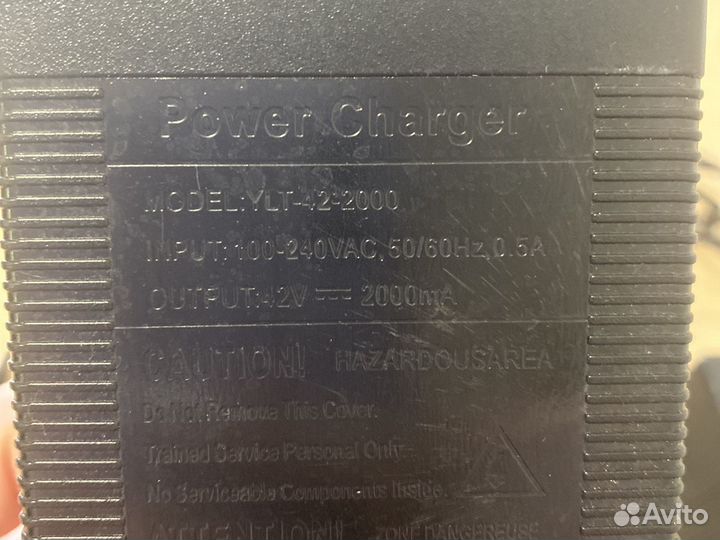 Power Charger
MODEL:YLT-42-2000
INPUT:100-240VAC,50/60Hz,0.5A
OUTPUT:42V ⎓ 2000mA
CAUTION! HAZARDOUSAREA
Do Not Remove This Cover.
Trained Service Personal Only
No Serviceable Components Inside.
ATTENTION! ZONE DANGEREUSE
Avito